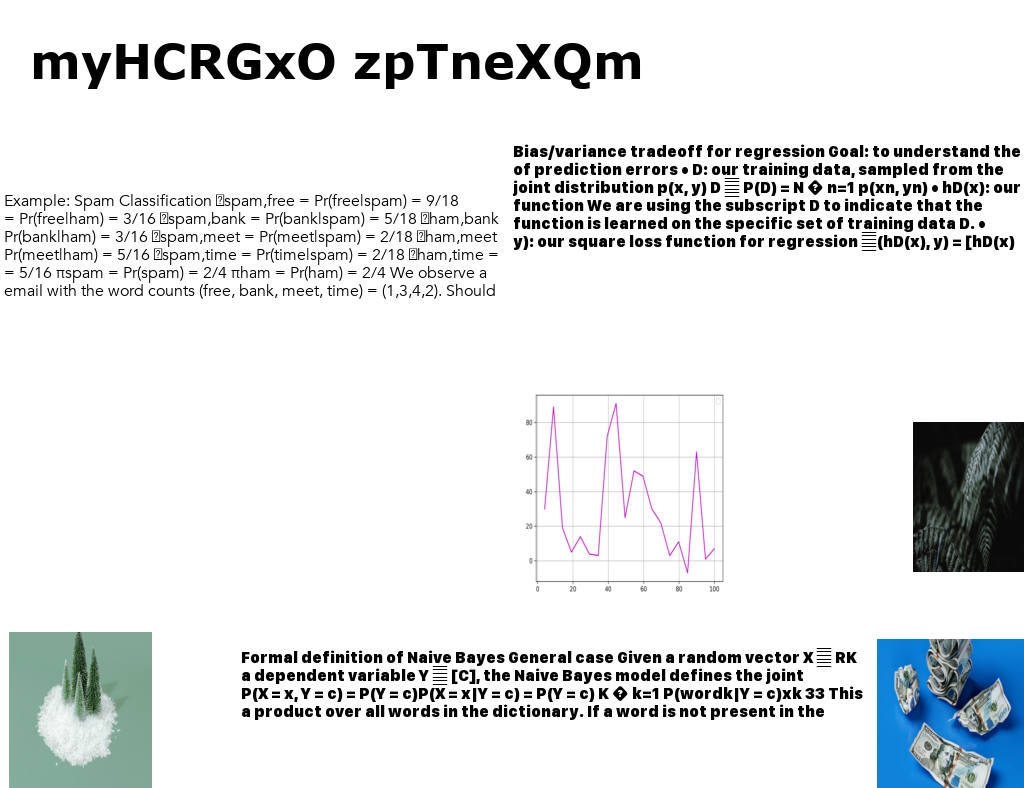 myHCRGxO zpTneXQm
Example: Spam Classification �spam,free = Pr(free|spam) = 9/18
= Pr(free|ham) = 3/16 �spam,bank = Pr(bank|spam) = 5/18 �ham,bank
Pr(bank|ham) = 3/16 �spam,meet = Pr(meet|spam) = 2/18 �ham,meet
Pr(meet|ham) = 5/16 �spam,time = Pr(time|spam) = 2/18 �ham,time =
= 5/16 πspam = Pr(spam) = 2/4 πham = Pr(ham) = 2/4 We observe a
email with the word counts (free, bank, meet, time) = (1,3,4,2). Should
Bias/variance tradeoff for regression Goal: to understand the
of prediction errors • D: our training data, sampled from the
joint distribution p(x, y) D P(D) = N � n=1 p(xn, yn) • hD(x): our
function We are using the subscript D to indicate that the
function is learned on the specific set of training data D. •
y): our square loss function for regression (hD(x), y) = [hD(x)
80
60
40
20
0
0 20 40 60 80 100
Formal definition of Naive Bayes General case Given a random vector X RK
a dependent variable Y [C], the Naive Bayes model defines the joint
P(X = x, Y = c) = P(Y = c)P(X = x|Y = c) = P(Y = c) K � k=1 P(wordk|Y = c)xk 33 This
a product over all words in the dictionary. If a word is not present in the